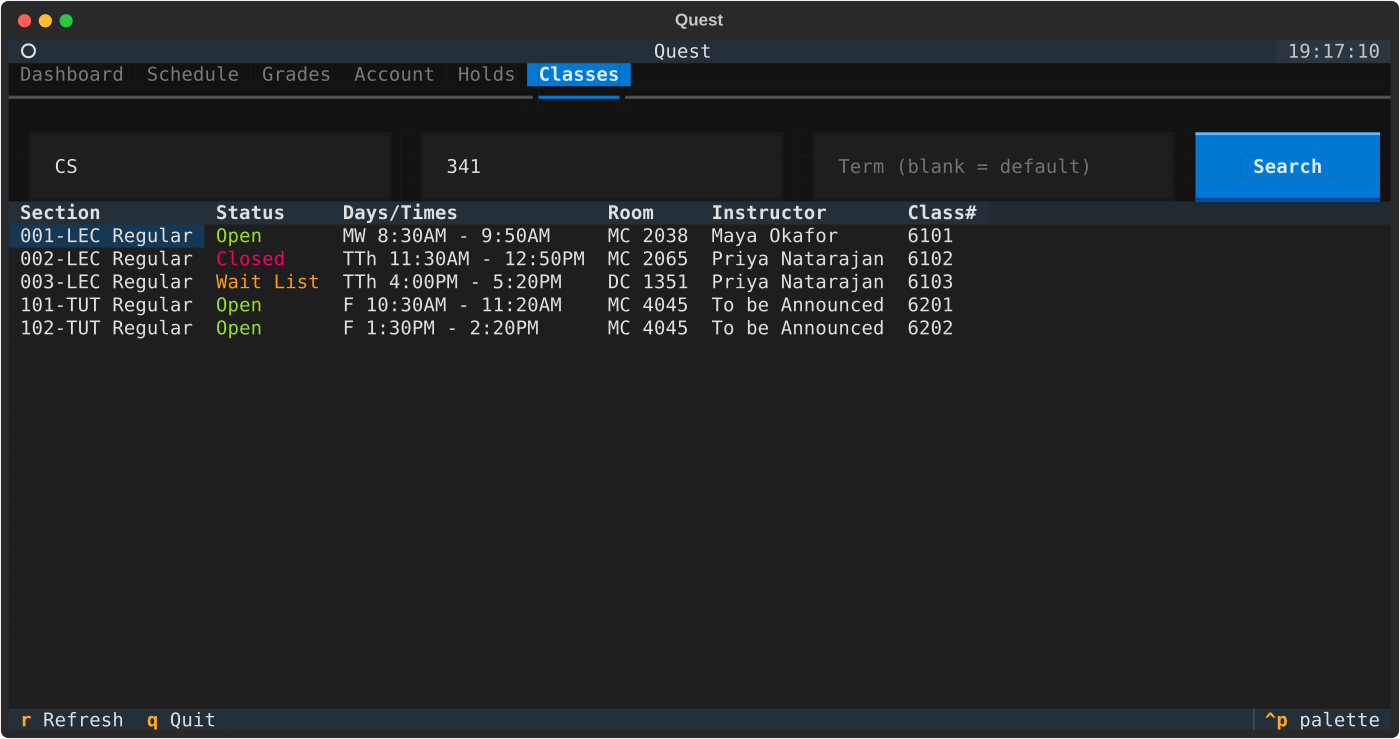 Quest
Quest 19:17:10
Dashboard Schedule Grades Account Holds Classes
CS 341 Term (blank = default) Search
Section Status Days/Times Room Instructor Class#
001-LEC Regular Open MW 8:30AM - 9:50AM MC 2038 Maya Okafor 6101
002-LEC Regular Closed TTh 11:30AM - 12:50PM MC 2065 Priya Natarajan 6102
003-LEC Regular Wait List TTh 4:00PM - 5:20PM DC 1351 Priya Natarajan 6103
101-TUT Regular Open F 10:30AM - 11:20AM MC 4045 To be Announced 6201
102-TUT Regular Open F 1:30PM - 2:20PM MC 4045 To be Announced 6202
r Refresh q Quit ^p palette